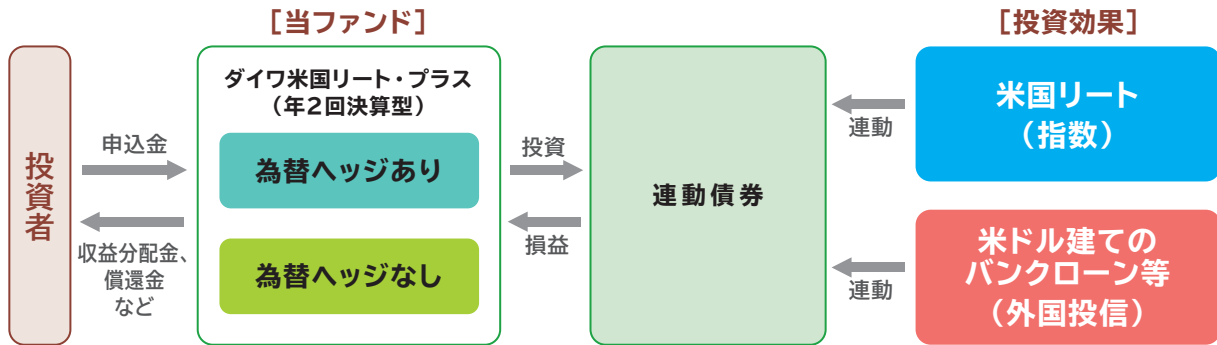 [当ファンド]
[投資効果]
投資者
申込金
収益分配金、
償還金
など
ダイワ米国リート・プラス
(年2回決算型)
為替ヘッジあり
為替ヘッジなし
投資
損益
連動債券
連動
連動
米国リート
(指数)
米ドル建ての
バンクローン等
(外国投信)